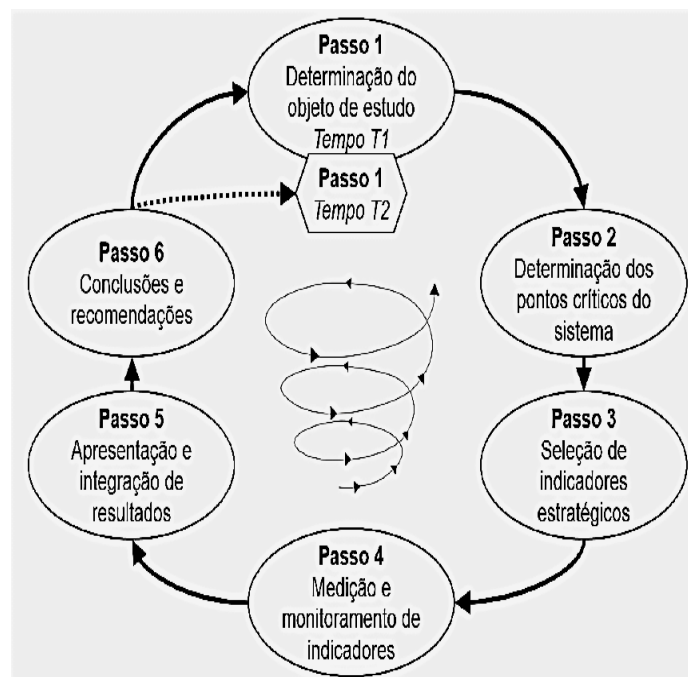 Passo 1
Determinação do
objeto de estudo
Tempo T1
Passo 1
Tempo T2
Passo 2
Determinação dos
pontos críticos do
sistema
Passo 3
Seleção de
indicadores
estratégicos
Passo 4
Medição e
monitoramento de
indicadores
Passo 5
Apresentação e
integração de
resultados
Passo 6
Conclusões e
recomendações